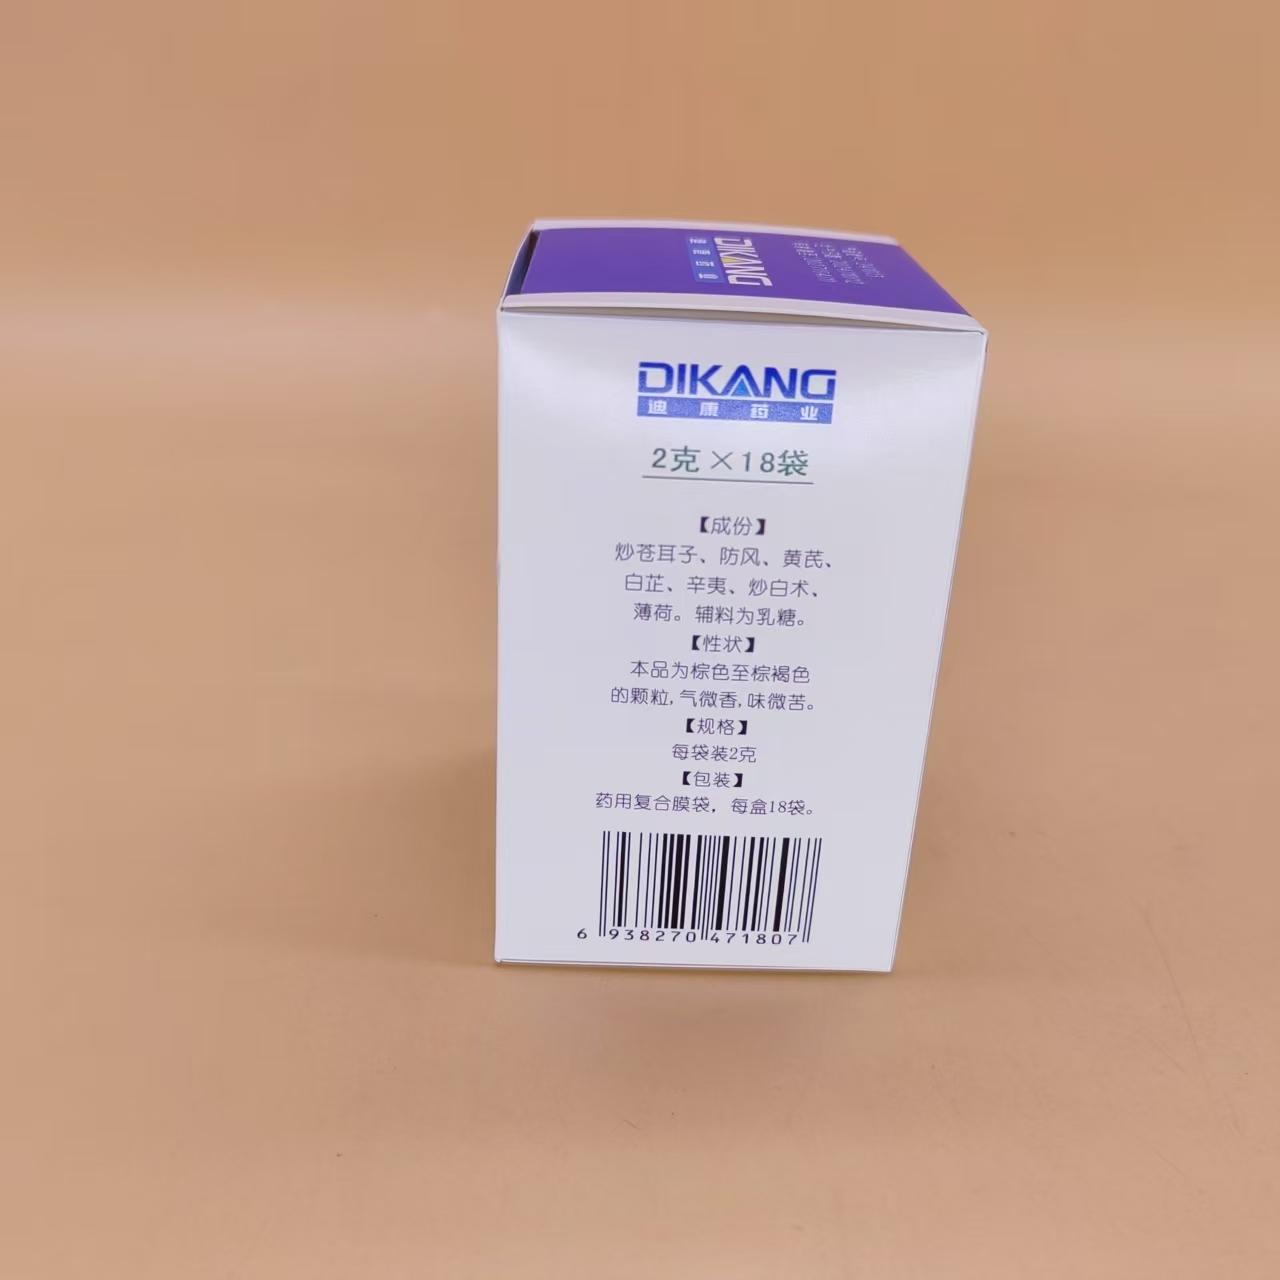 DIKANG
DIKANG
迪康药业
2克×18袋
【成份】
炒苍耳子、防风、黄芪、
白芷、辛夷、炒白术、
薄荷。辅料为乳糖。
【性状】
本品为棕色至棕褐色
的颗粒,气微香,味微苦。
【规格】
每袋装2克
【包装】
药用复合膜袋，每盒18袋。
6 938270 471807